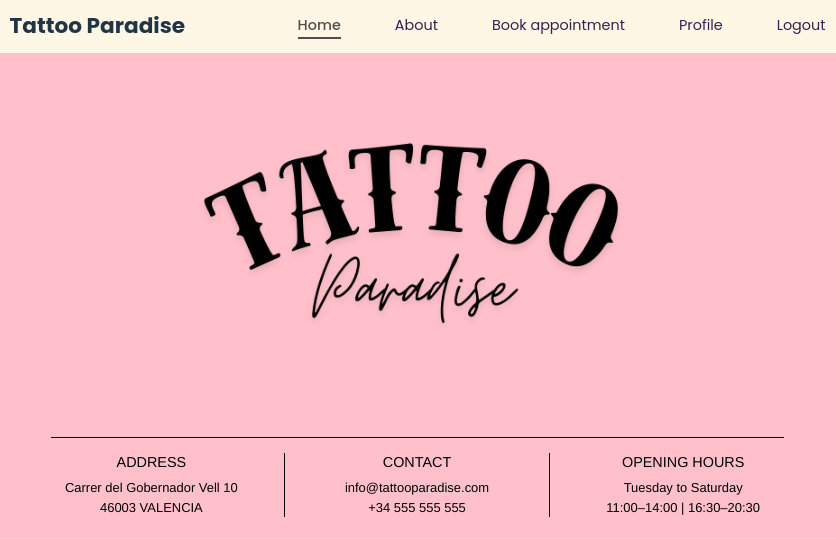 Tattoo Paradise
Home About Book appointment Profile Logout
TATTOO
Paradise
ADDRESS
Carrer del Gobernador Vell 10
46003 VALENCIA
CONTACT
info@tattooparadise.com
+34 555 555 555
OPENING HOURS
Tuesday to Saturday
11:00–14:00 | 16:30–20:30